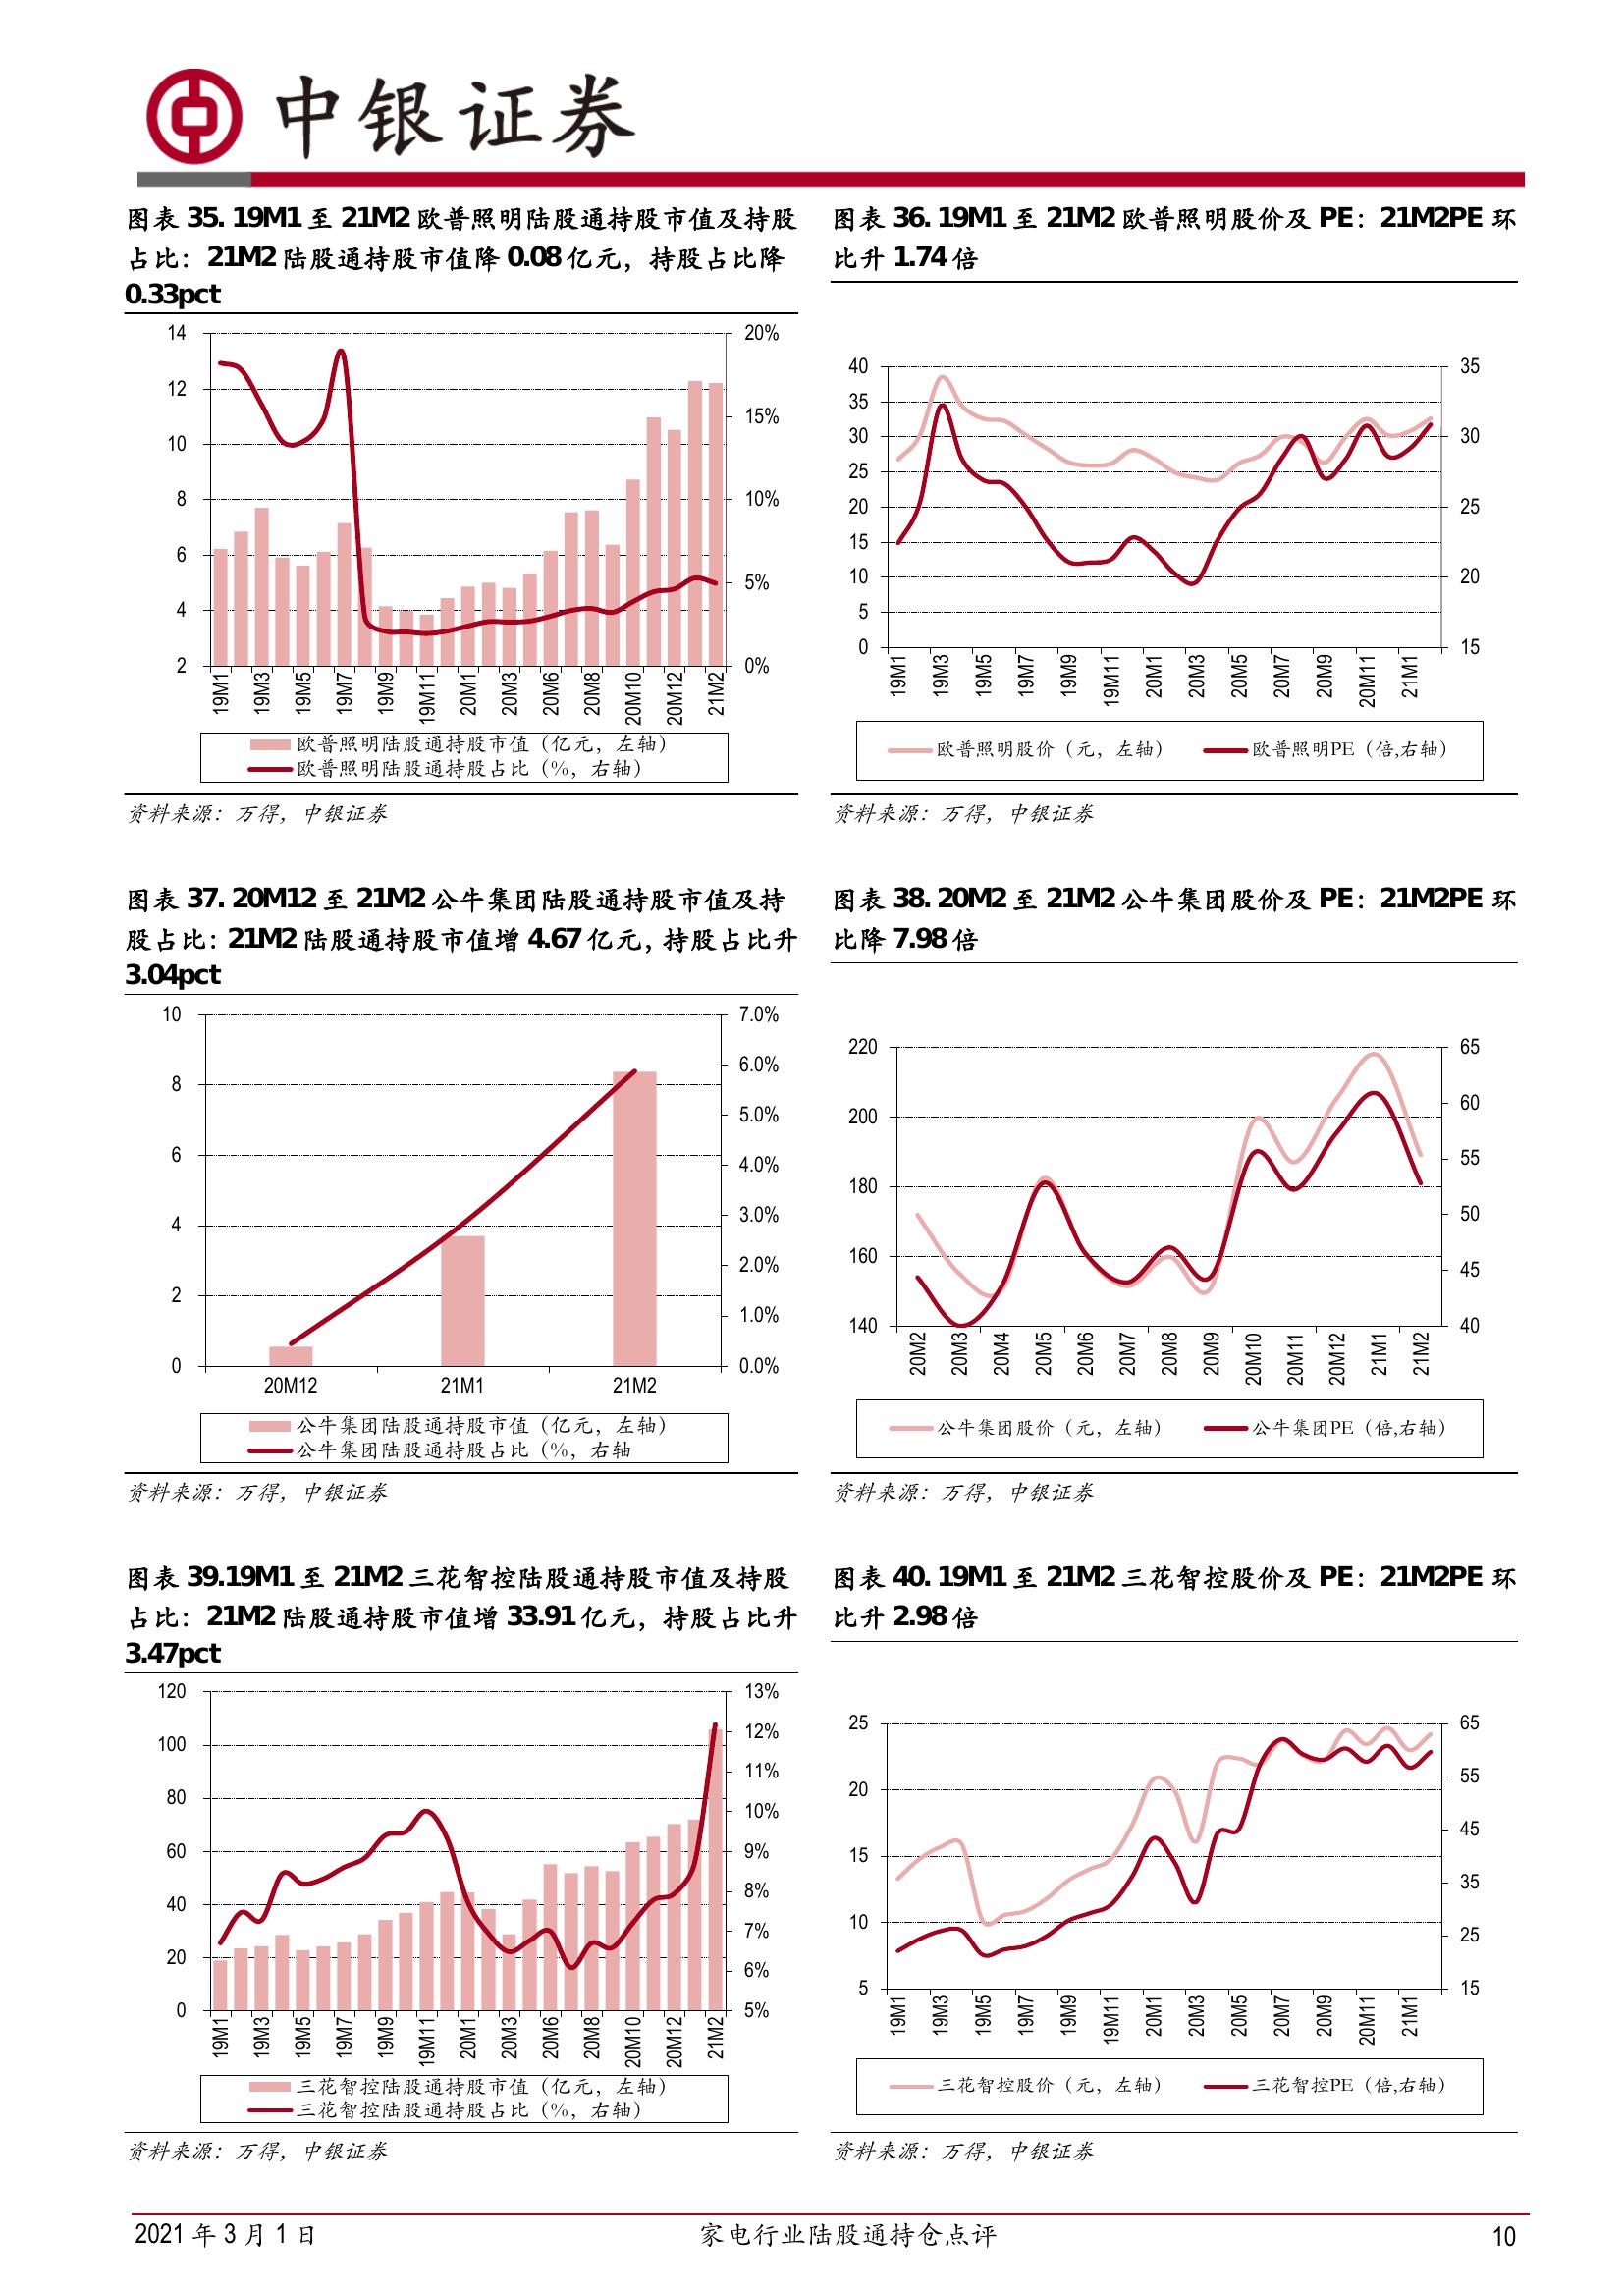 中银证券
图表 35. 19M1 至 21M2 欧普照明陆股通持股市值及持股
占比：21M2 陆股通持股市值降 0.08 亿元，持股占比降
0.33pct
14
12
10
8
6
4
2
20%
15%
10%
5%
0%
19M1
19M3
19M5
19M7
19M9
19M11
20M1
20M3
20M6
20M8
20M10
20M12
21M2
欧普照明陆股通持股市值（亿元，左轴）
欧普照明陆股通持股占比（%，右轴）
资料来源：万得，中银证券
图表 36. 19M1 至 21M2 欧普照明股价及 PE：21M2PE 环
比升 1.74 倍
40
35
30
25
20
15
10
5
0
35
30
25
20
15
19M1
19M3
19M5
19M7
19M9
19M11
20M1
20M3
20M5
20M7
20M9
20M11
21M1
欧普照明股价（元，左轴）
欧普照明PE（倍,右轴）
资料来源：万得，中银证券
图表 37. 20M12 至 21M2 公牛集团陆股通持股市值及持
股占比：21M2 陆股通持股市值增 4.67 亿元，持股占比升
3.04pct
10
8
6
4
2
0
7.0%
6.0%
5.0%
4.0%
3.0%
2.0%
1.0%
0.0%
20M12
21M1
21M2
公牛集团陆股通持股市值（亿元，左轴）
公牛集团陆股通持股占比（%，右轴
资料来源：万得，中银证券
图表 38. 20M2 至 21M2 公牛集团股价及 PE：21M2PE 环
比降 7.98 倍
220
200
180
160
140
65
60
55
50
45
40
20M2
20M3
20M4
20M5
20M6
20M7
20M8
20M9
20M10
20M11
20M12
21M1
21M2
公牛集团股价（元，左轴）
公牛集团PE（倍,右轴）
资料来源：万得，中银证券
图表 39.19M1 至 21M2 三花智控陆股通持股市值及持股
占比：21M2 陆股通持股市值增 33.91 亿元，持股占比升
3.47pct
120
100
80
60
40
20
0
13%
12%
11%
10%
9%
8%
7%
6%
5%
19M1
19M3
19M5
19M7
19M9
19M11
20M1
20M3
20M6
20M8
20M10
20M12
21M2
三花智控陆股通持股市值（亿元，左轴）
三花智控陆股通持股占比（%，右轴）
资料来源：万得，中银证券
图表 40. 19M1 至 21M2 三花智控股价及 PE：21M2PE 环
比升 2.98 倍
25
20
15
10
5
65
55
45
35
25
15
19M1
19M3
19M5
19M7
19M9
19M11
20M1
20M3
20M5
20M7
20M9
20M11
21M1
三花智控股价（元，左轴）
三花智控PE（倍,右轴）
资料来源：万得，中银证券
2021 年 3 月 1 日
家电行业陆股通持仓点评
10